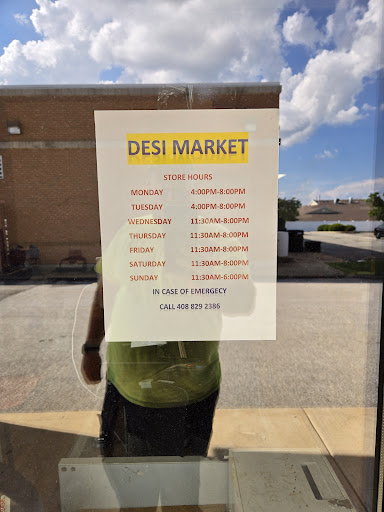 DESI MARKET
STORE HOURS
MONDAY 4:00PM-8:00PM
TUESDAY 4:00PM-8:00PM
WEDNESDAY 11:30AM-8:00PM
THURSDAY 11:30AM-8:00PM
FRIDAY 11:30AM-8:00PM
SATURDAY 11:30AM-8:00PM
SUNDAY 11:30AM-6:00PM
IN CASE OF EMERGECY
CALL 408 829 2386